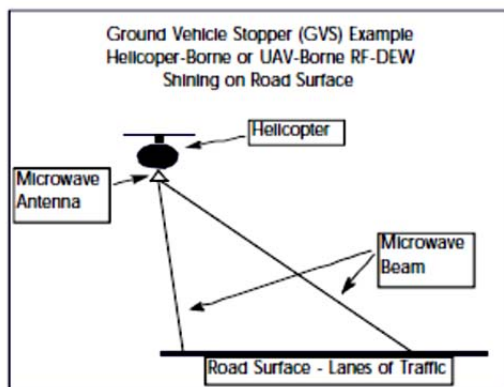 Ground Vehicle Stopper (GVS) Example
Helicoper-Borne or UAV-Borne RF-DEW
Shining on Road Surface
Helicopter
Microwave
Antenna
Microwave
Beam
Road Surface - Lanes of Traffic